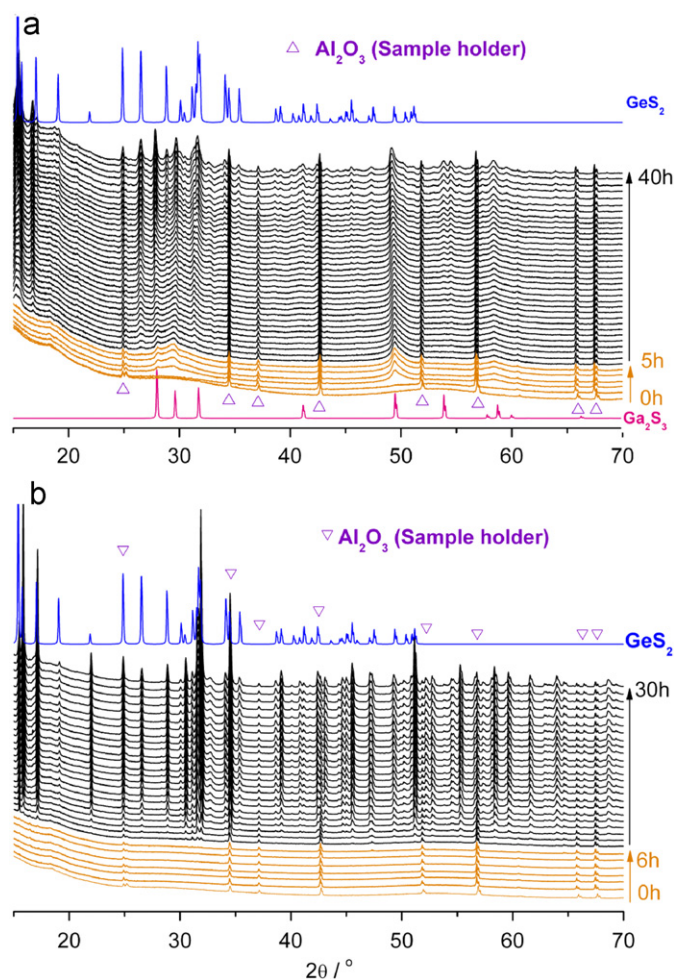 a
△ Al₂O₃ (Sample holder)
GeS₂
40h
5h
0h
Ga₂S₃
20 30 40 50 60 70
b
▽ Al₂O₃ (Sample holder)
GeS₂
30h
6h
0h
20 30 40 50 60 70
2θ / °